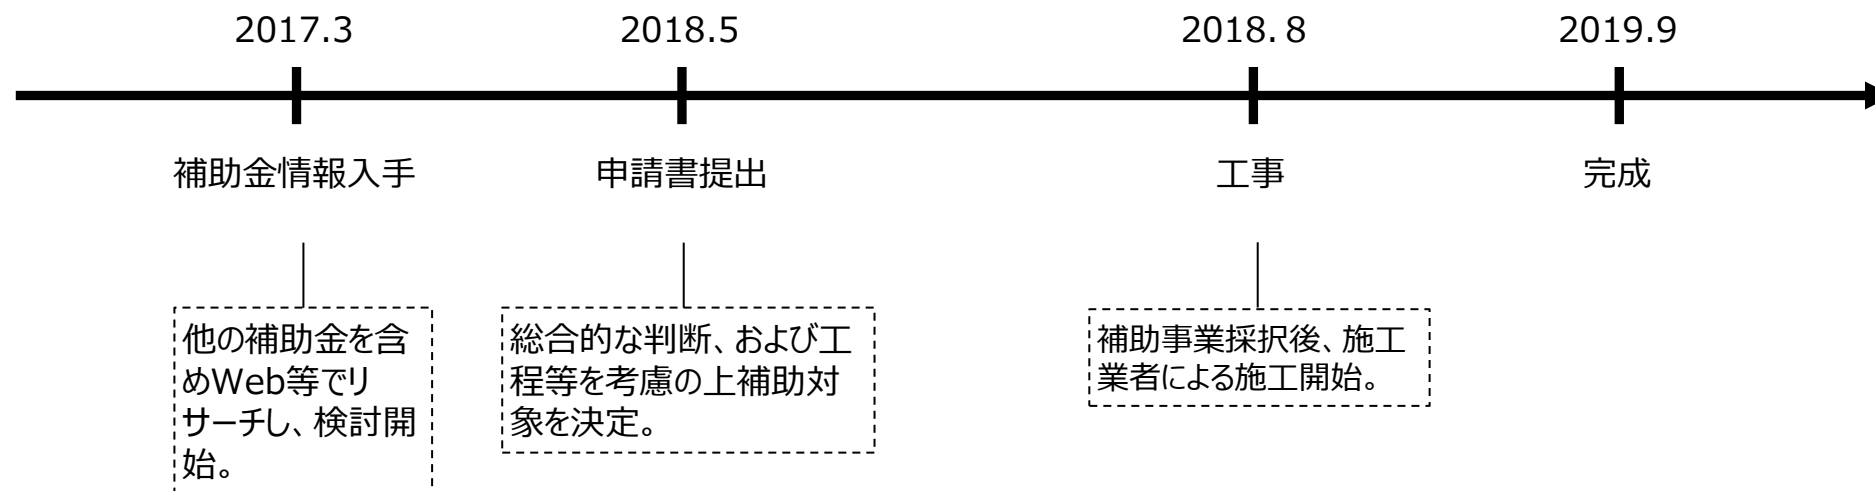 2017.3
2018.5
2018. 8
2019.9
補助金情報入手
申請書提出
工事
完成
他の補助金を含
めWeb等でリ
サーチし、検討開
始。
総合的な判断、および工
程等を考慮の上補助対
象を決定。
補助事業採択後、施工
業者による施工開始。